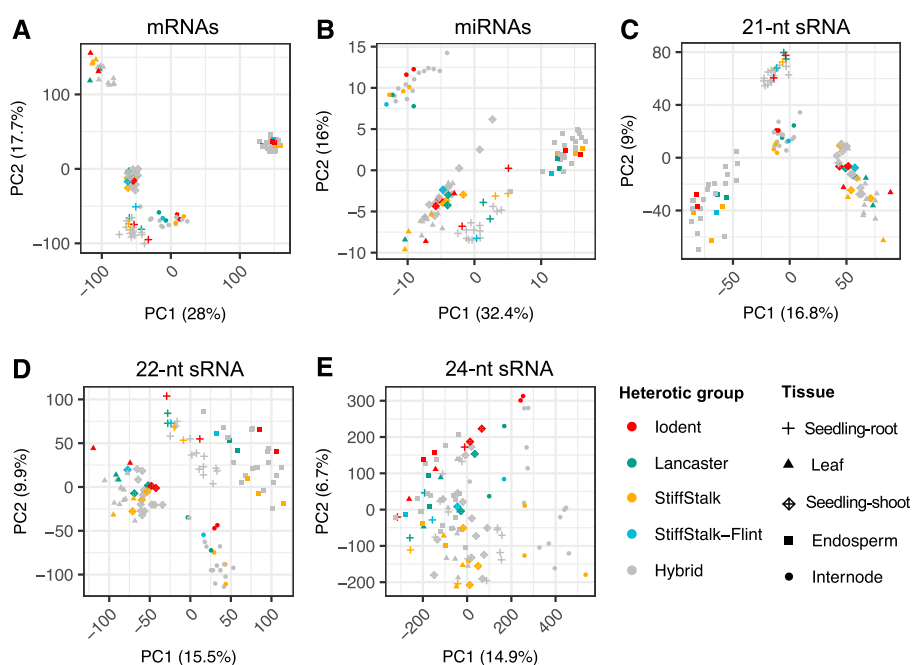 A mRNAs
150
100
0
−100
PC2 (17.7%)
−100
0
100
PC1 (28%)
B miRNAs
15
10
5
0
−5
−10
PC2 (16%)
−10
0
10
PC1 (32.4%)
C 21-nt sRNA
80
40
0
−40
PC2 (9%)
−50
0
50
PC1 (16.8%)
D 22-nt sRNA
100
50
0
−50
−100
PC2 (9.9%)
−100
−50
0
50
100
PC1 (15.5%)
E 24-nt sRNA
300
200
100
0
−100
−200
PC2 (6.7%)
−200
0
200
400
PC1 (14.9%)
Heterotic group
Iodent
Lancaster
StiffStalk
StiffStalk−Flint
Hybrid
Tissue
Seedling-root
Leaf
Seedling-shoot
Endosperm
Internode